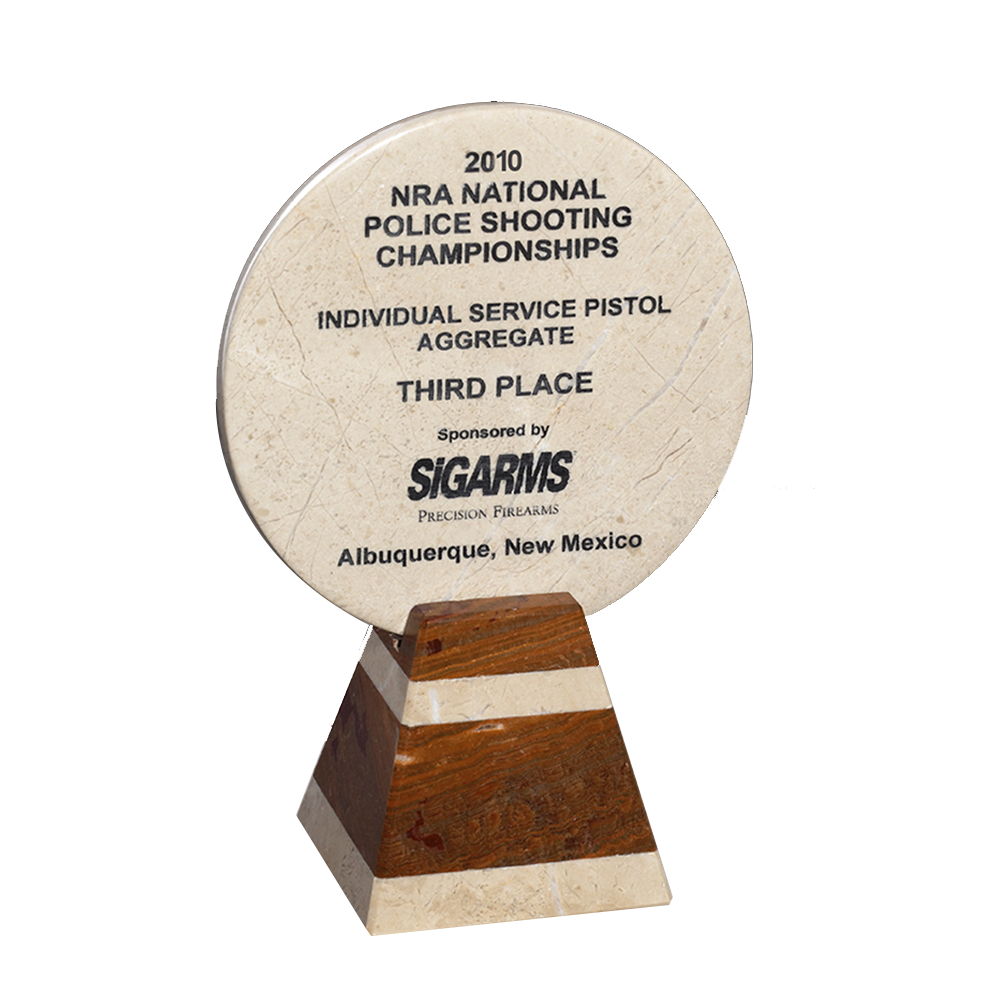 2010
NRA NATIONAL
POLICE SHOOTING
CHAMPIONSHIPS
INDIVIDUAL SERVICE PISTOL
AGGREGATE
THIRD PLACE
Sponsored by
SIGARMS
PRECISION FIREARMS
Albuquerque, New Mexico